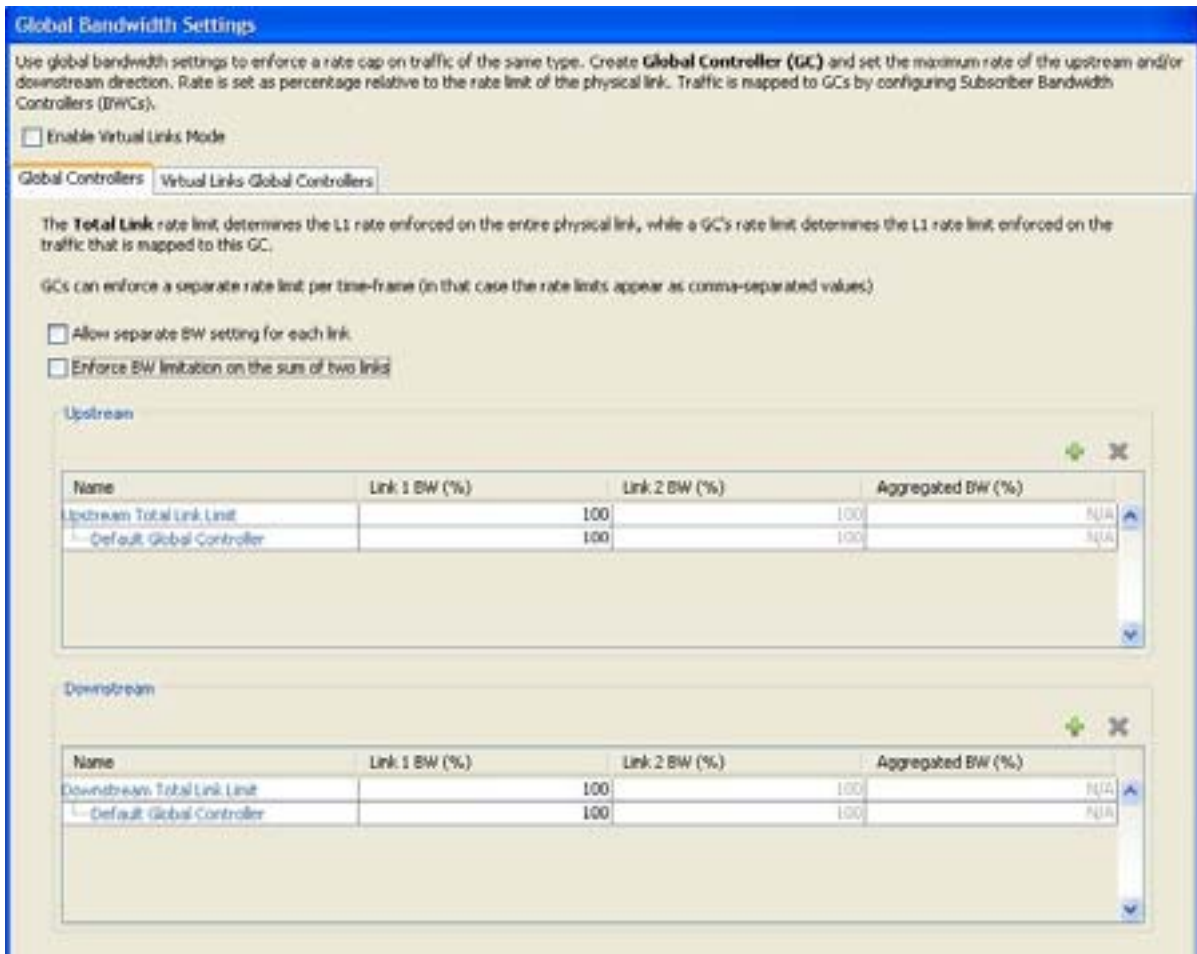 Global Bandwidth Settings
Use global bandwidth settings to enforce a rate cap on traffic of the same type. Create Global Controller (GC) and set the maximum rate of the upstream and/or
downstream direction. Rate is set as percentage relative to the rate limit of the physical link. Traffic is mapped to GCs by configuring Subscriber Bandwidth
Controllers (BWCs).
Enable Virtual Links Mode
Global Controllers Virtual Links Global Controllers
The Total Link rate limit determines the L1 rate enforced on the entire physical link, while a GC's rate limit determines the L1 rate limit enforced on the
traffic that is mapped to this GC.
GCs can enforce a separate rate limit per time-frame (in that case the rate limits appear as comma-separated values)
Allow separate BW setting for each link
Enforce BW limitation on the sum of two links
Upstream
Name Link 1 BW (%) Link 2 BW (%) Aggregated BW (%)
Upstream Total Link Limit 100 100 N/A
Default Global Controller 100 100 N/A
Downstream
Name Link 1 BW (%) Link 2 BW (%) Aggregated BW (%)
Downstream Total Link Limit 100 100 N/A
Default Global Controller 100 100 N/A